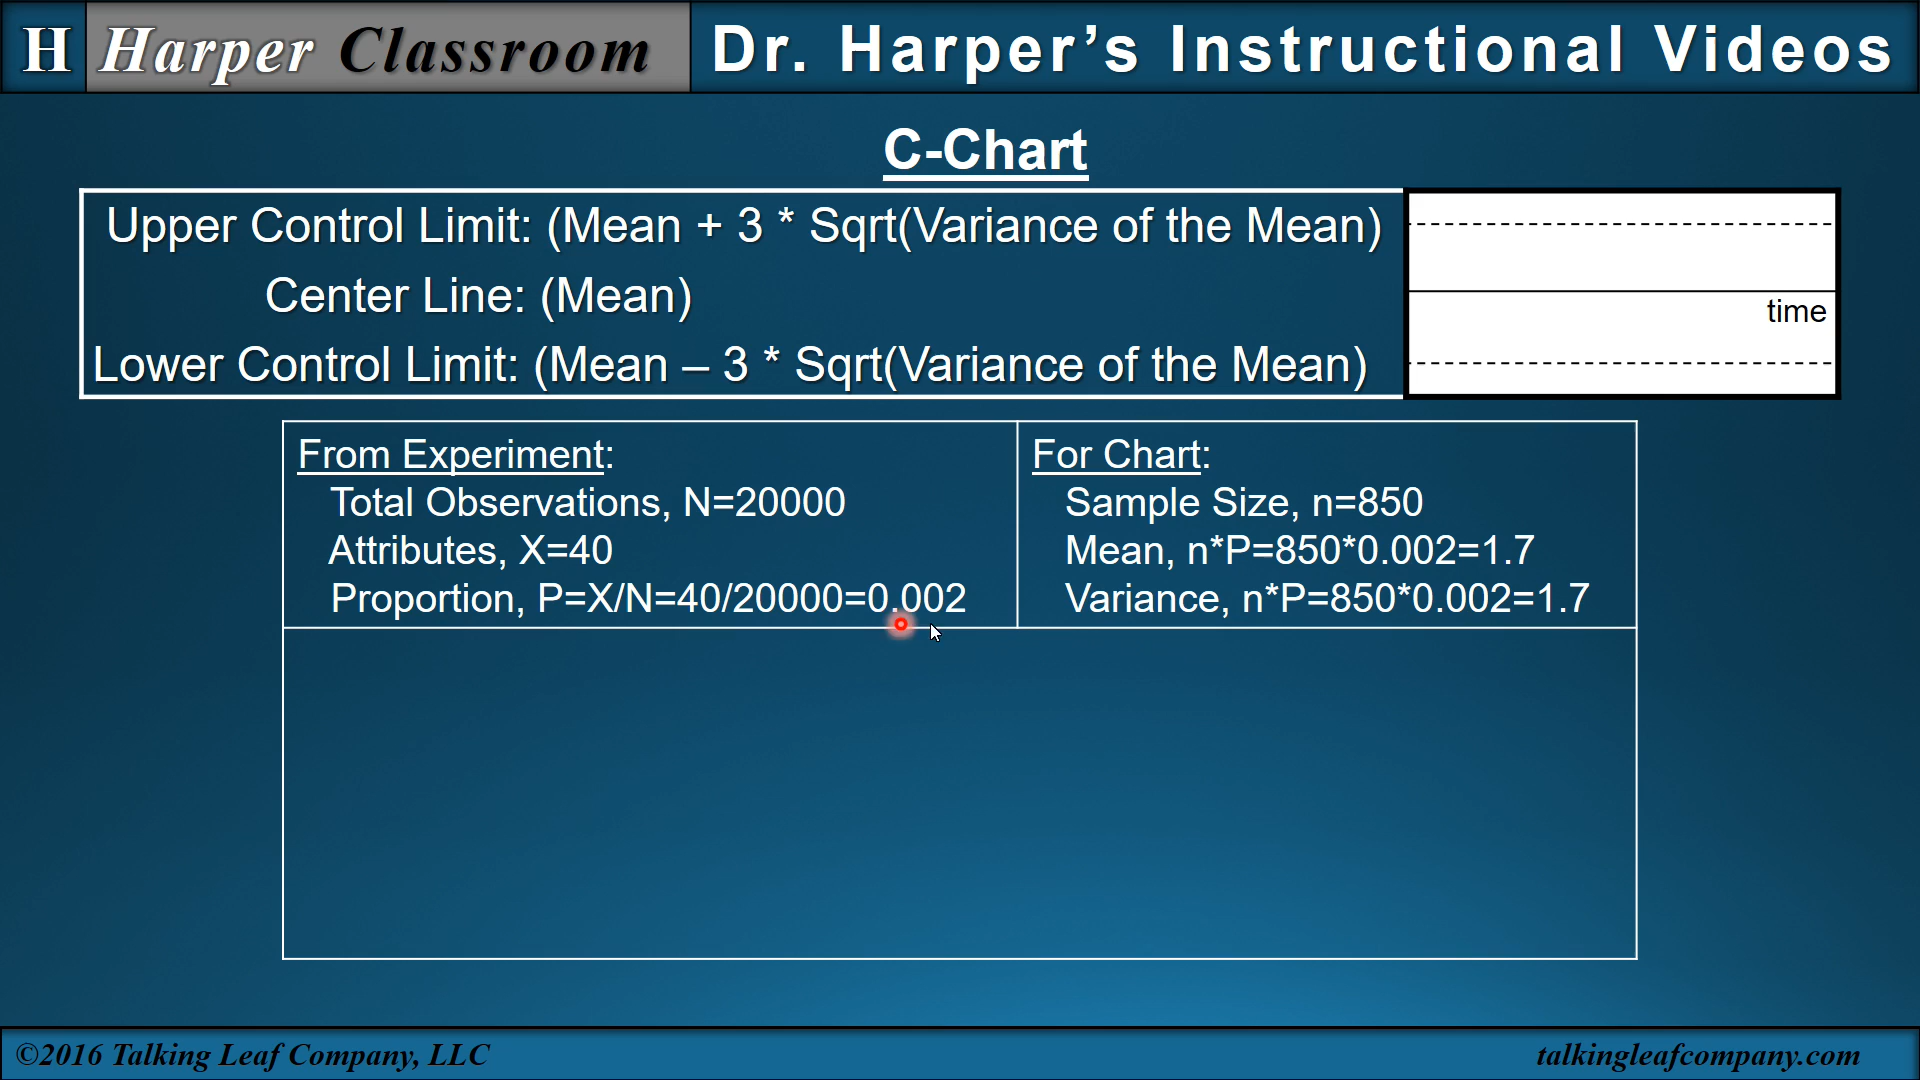 H Harper Classroom Dr. Harper’s Instructional Videos
C-Chart
Upper Control Limit: (Mean + 3 * Sqrt(Variance of the Mean)
Center Line: (Mean)
time
Lower Control Limit: (Mean – 3 * Sqrt(Variance of the Mean)
From Experiment:
Total Observations, N=20000
Attributes, X=40
Proportion, P=X/N=40/20000=0.002
For Chart:
Sample Size, n=850
Mean, n*P=850*0.002=1.7
Variance, n*P=850*0.002=1.7
©2016 Talking Leaf Company, LLC
talkingleafcompany.com